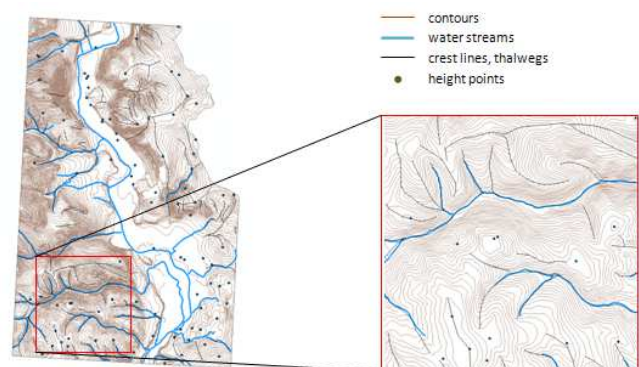 contours
water streams
crest lines, thalwegs
height points